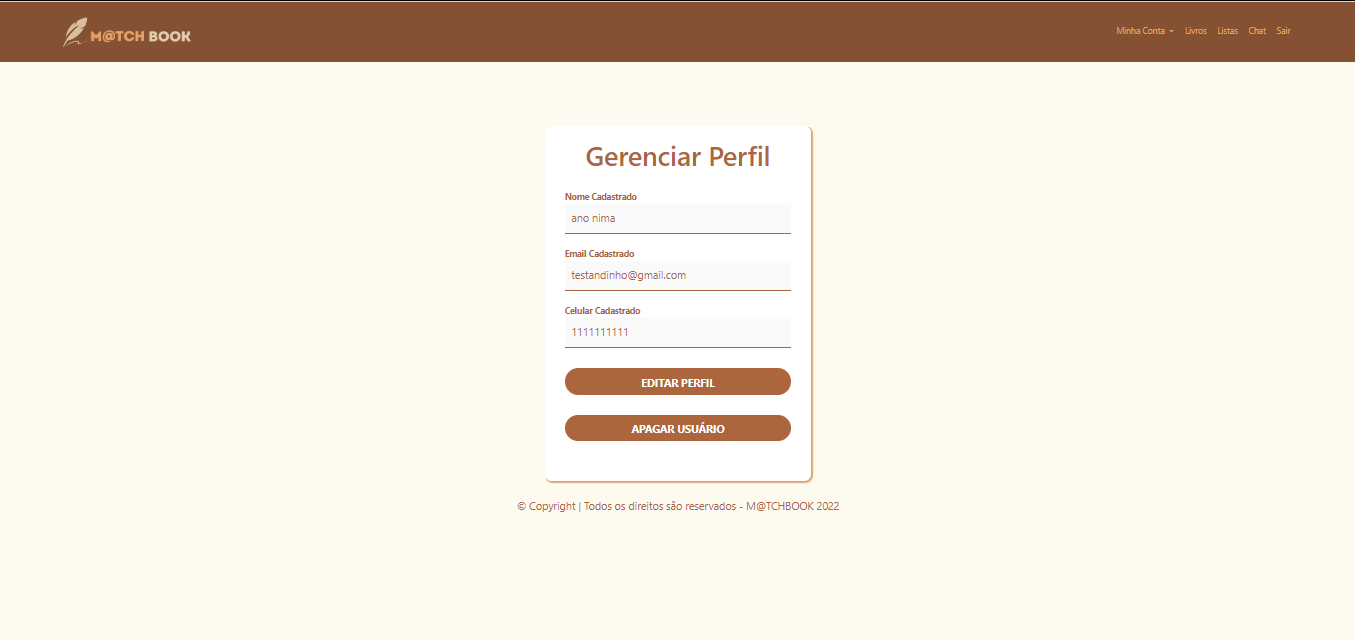 M@TCH BOOK
Minha Conta Livros Listas Chat Sair
Gerenciar Perfil
Nome Cadastrado
ano nima
Email Cadastrado
testandinho@gmail.com
Celular Cadastrado
1111111111
EDITAR PERFIL
APAGAR USUÁRIO
© Copyright | Todos os direitos são reservados - M@TCHBOOK 2022